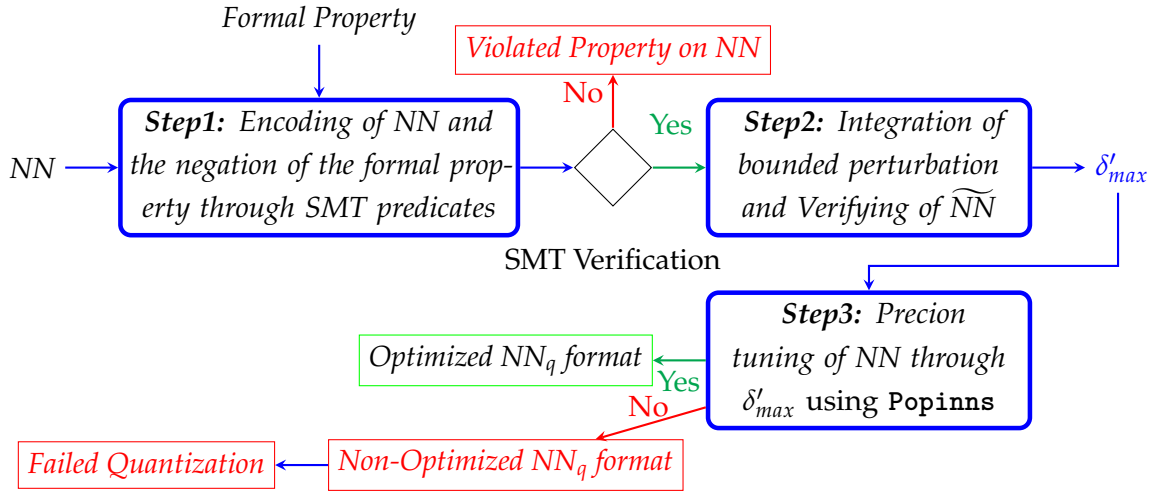 Formal Property
Violated Property on NN
No
Step1: Encoding of NN and
the negation of the formal prop-
erty through SMT predicates
NN
Yes
Step2: Integration of
bounded perturbation
and Verifying of $\widetilde{NN}$
δ′max
SMT Verification
Step3: Precion
tuning of NN through
δ′max using Popinns
Optimized NNq format
Yes
No
Non-Optimized NNq format
Failed Quantization